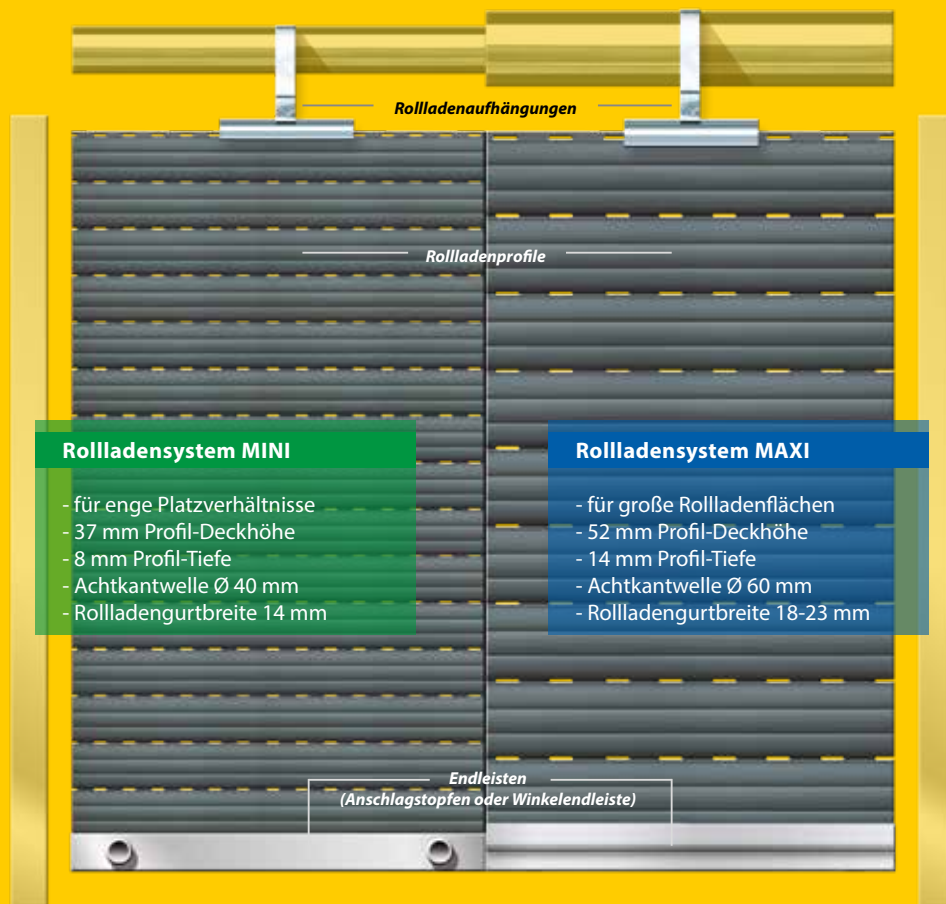 Rollladenaufhängungen
Rollladenprofile
Rollladensystem MINI
- für enge Platzverhältnisse
- 37 mm Profil-Deckhöhe
- 8 mm Profil-Tiefe
- Achtkantwelle Ø 40 mm
- Rollladengurtbreite 14 mm
Rollladensystem MAXI
- für große Rollladenflächen
- 52 mm Profil-Deckhöhe
- 14 mm Profil-Tiefe
- Achtkantwelle Ø 60 mm
- Rollladengurtbreite 18-23 mm
Endleisten
(Anschlagstopfen oder Winkelendleiste)